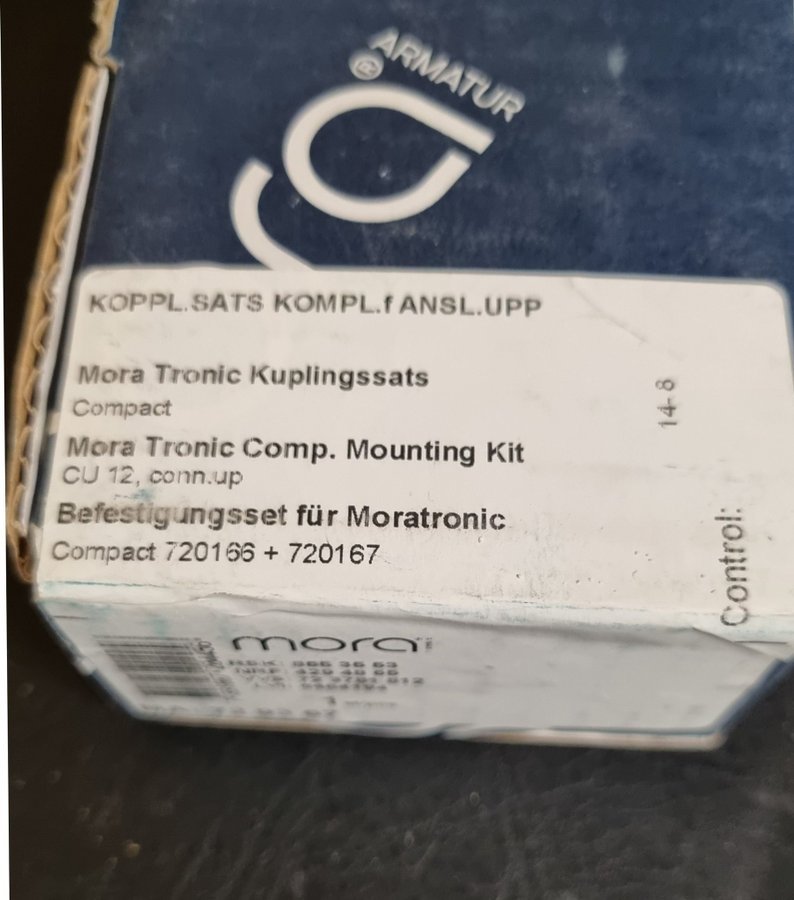 ARMATUR
®
KOPPL.SATS KOMPL.f ANSL.UPP
Mora Tronic Kuplingssats
Compact
Mora Tronic Comp. Mounting Kit
CU 12, conn.up
Befestigungsset für Moratronic
Compact 720166 + 720167
14-8
Control:
mora